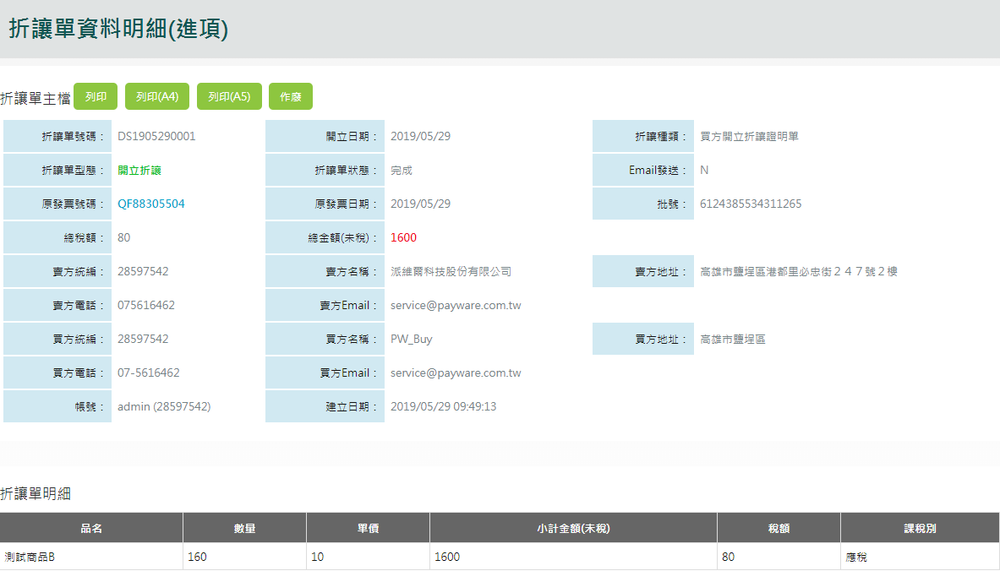 折讓單資料明細(進項)
折讓單主檔 列印 列印(A4) 列印(A5) 作廢
折讓單號碼： DS1905290001 開立日期： 2019/05/29 折讓種類： 買方開立折讓證明單
折讓單型態： 開立折讓 折讓單狀態： 完成 Email發送： N
原發票號碼： QF88305504 原發票日期： 2019/05/29 批號： 6124385534311265
總稅額： 80 總金額(未稅)： 1600
賣方統編： 28597542 賣方名稱： 派維爾科技股份有限公司 賣方地址： 高雄市鹽埕區港都里必忠街２４７號２樓
賣方電話： 075616462 賣方Email： service@payware.com.tw
買方統編： 28597542 買方名稱： PW_Buy 買方地址： 高雄市鹽埕區
買方電話： 07-5616462 買方Email： service@payware.com.tw
帳號： admin (28597542) 建立日期： 2019/05/29 09:49:13
折讓單明細
品名 數量 單價 小計金額(未稅) 稅額 課稅別
測試商品B 160 10 1600 80 應稅